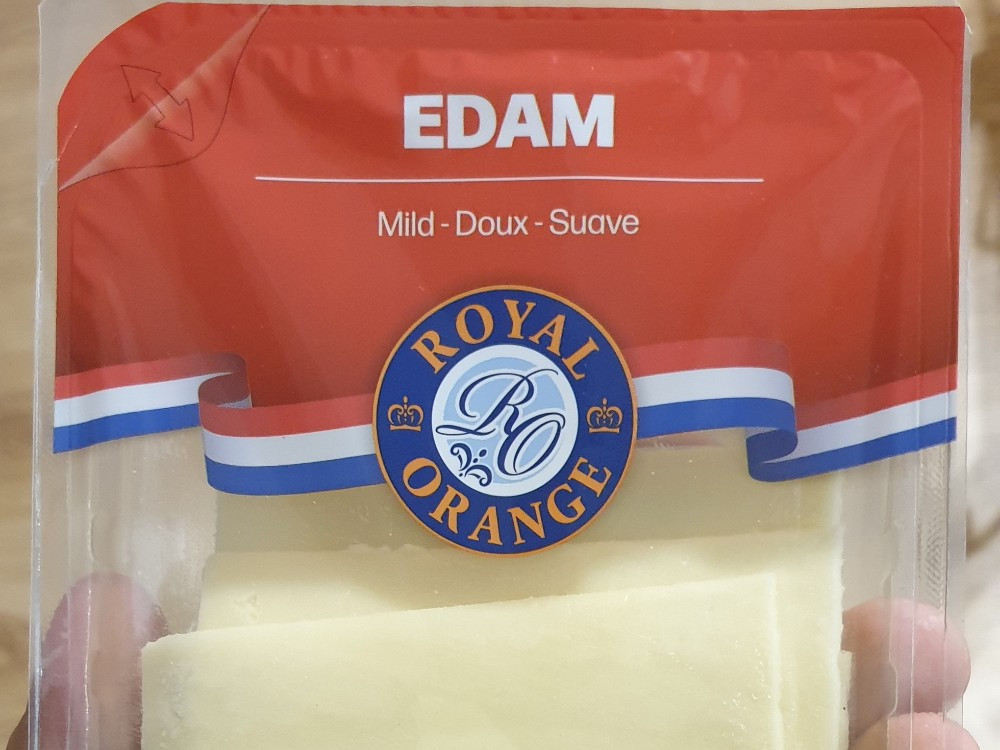 EDAM
Mild - Doux - Suave
ROYAL
RO
ORANGE